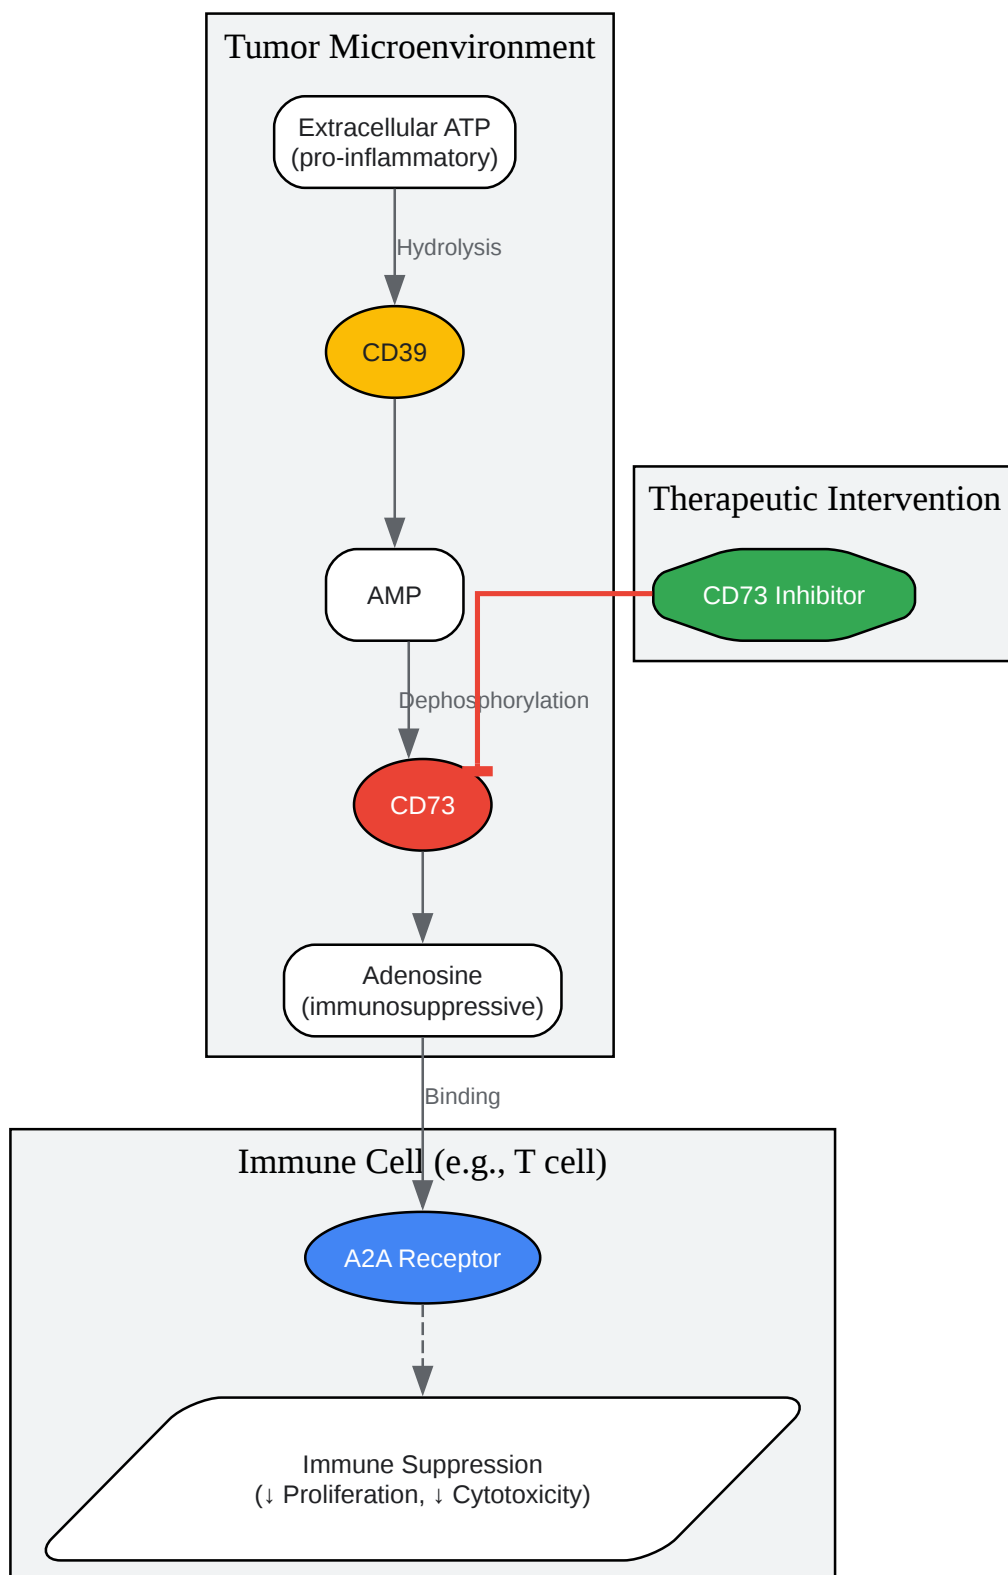 Tumor Microenvironment
Extracellular ATP
(pro-inflammatory)
Hydrolysis
CD39
Therapeutic Intervention
AMP
CD73 Inhibitor
Dephosphorylation
CD73
Adenosine
(immunosuppressive)
Binding
Immune Cell (e.g., T cell)
A2A Receptor
Immune Suppression
(↓ Proliferation, ↓ Cytotoxicity)